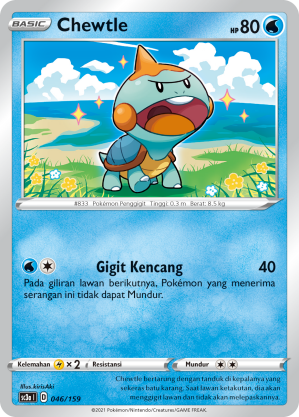 BASIC Chewtle HP 80
#833 Pokémon Penggigit Tinggi: 0.3 m Berat: 8.5 kg
Gigit Kencang 40
Pada giliran lawan berikutnya, Pokémon yang menerima
serangan ini tidak dapat Mundur.
Kelemahan ×2 Resistansi Mundur
Illus. kirisAki
sc3a I D 046/159
Chewtle bertarung dengan tanduk di kepalanya yang
sekeras batu karang. Saat lawan ketakutan, dia akan
menggigit lawan dan tidak akan melepaskannya.
©2021 Pokémon/Nintendo/Creatures/GAME FREAK.